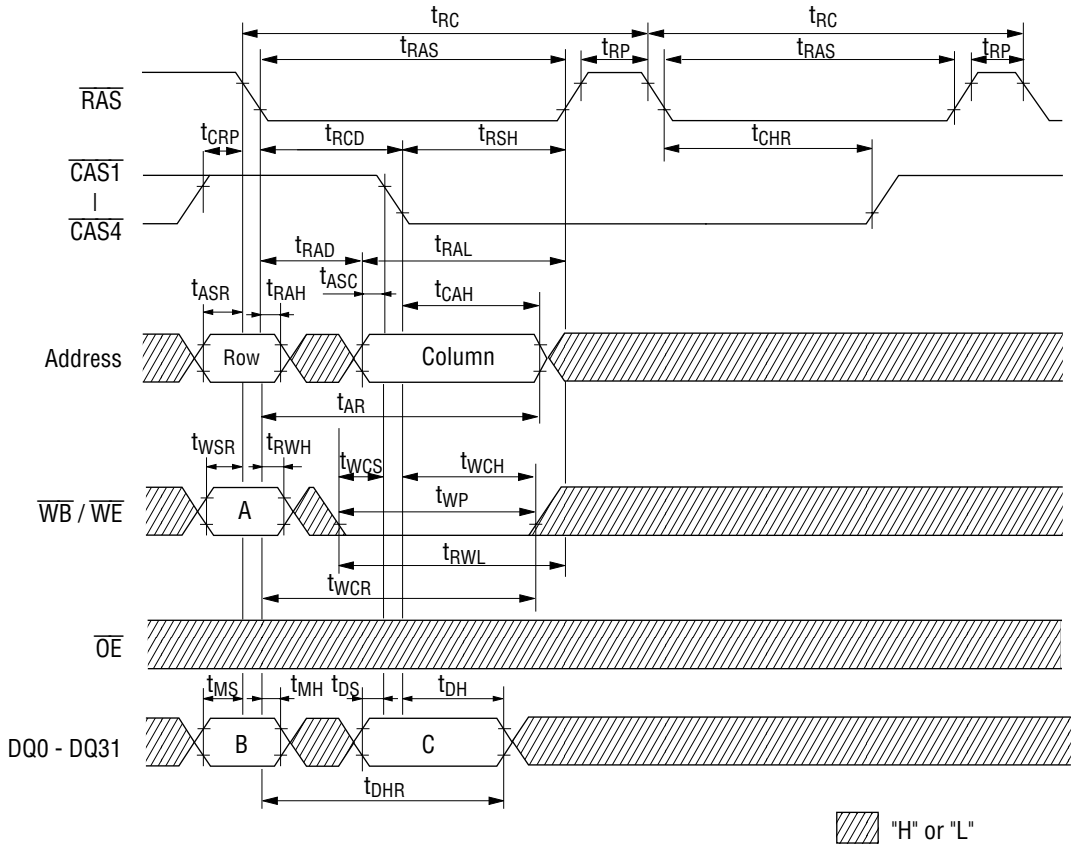 tRC tRC
tRAS tRP tRAS tRP
RAS
tCRP tRCD tRSH tCHR
CAS1
|
CAS4
tRAD tRAL
tASC
tASR tRAH tCAH
Address Row Column
tAR
tWSR tRWH tWCS tWCH
WB / WE A tWP
tRWL
tWCR
OE
tMS tMH tDS tDH
DQ0 - DQ31 B C
tDHR
"H" or "L"